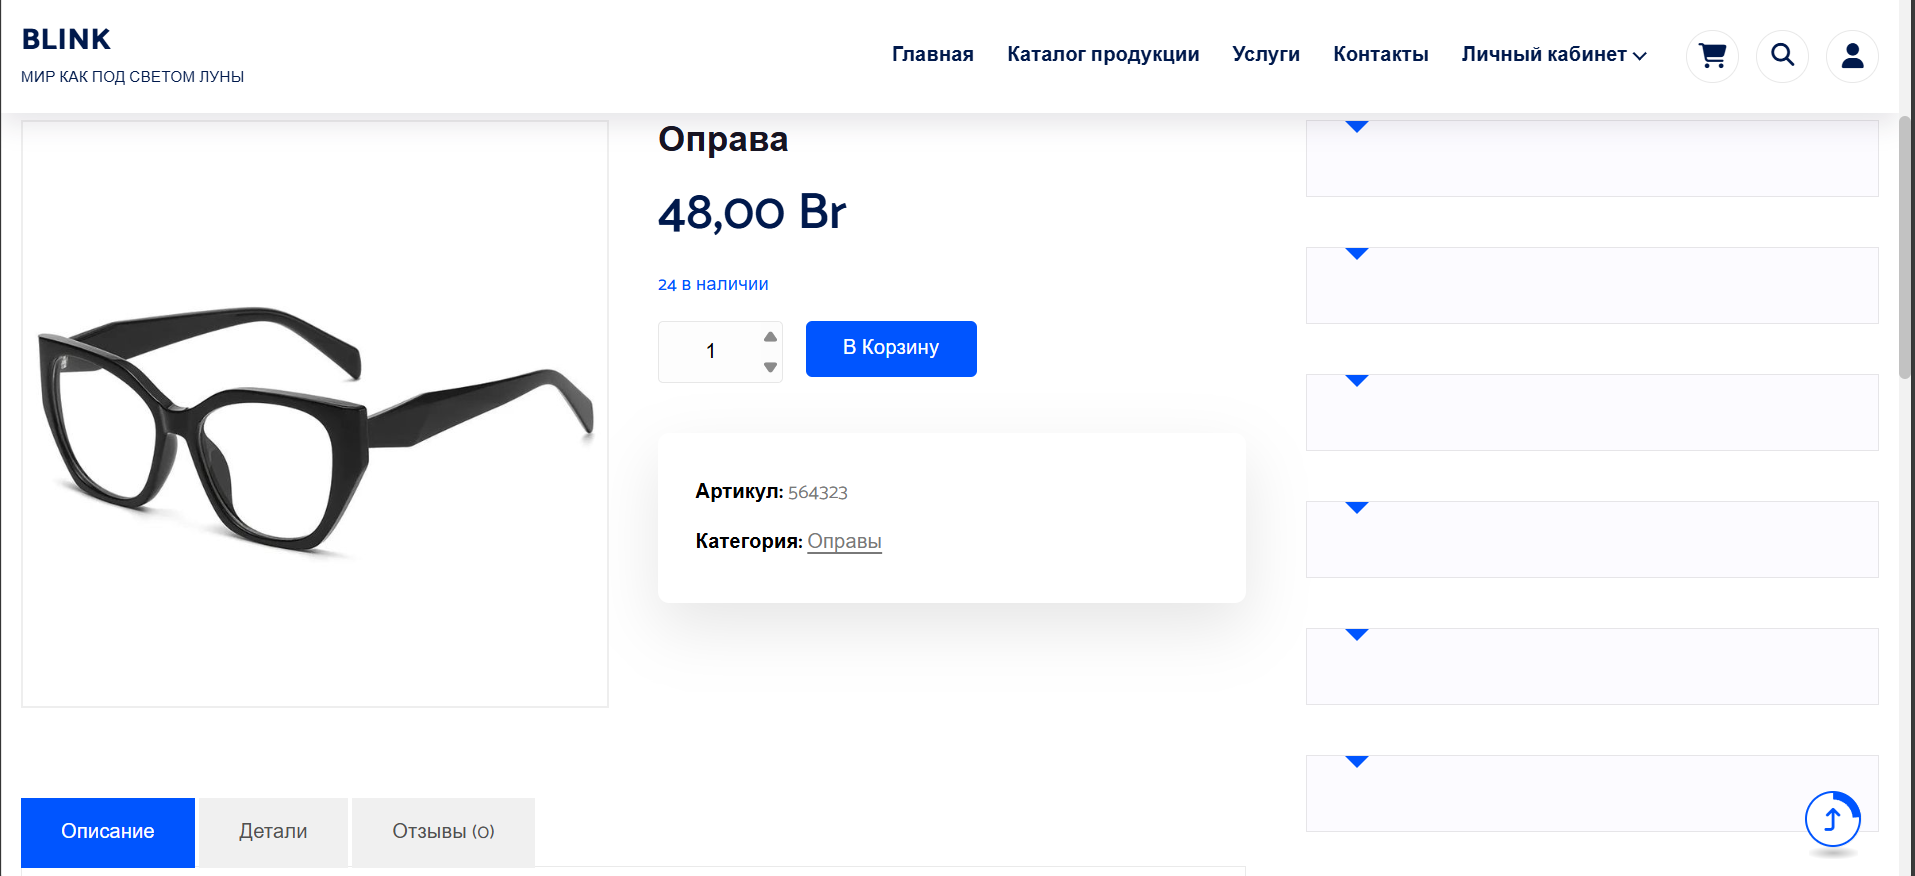 BLINK
МИР КАК ПОД СВЕТОМ ЛУНЫ
Главная Каталог продукции Услуги Контакты Личный кабинет
Оправа
48,00 Br
24 в наличии
1 В Корзину
Артикул: 564323
Категория: Оправы
Описание Детали Отзывы (0)